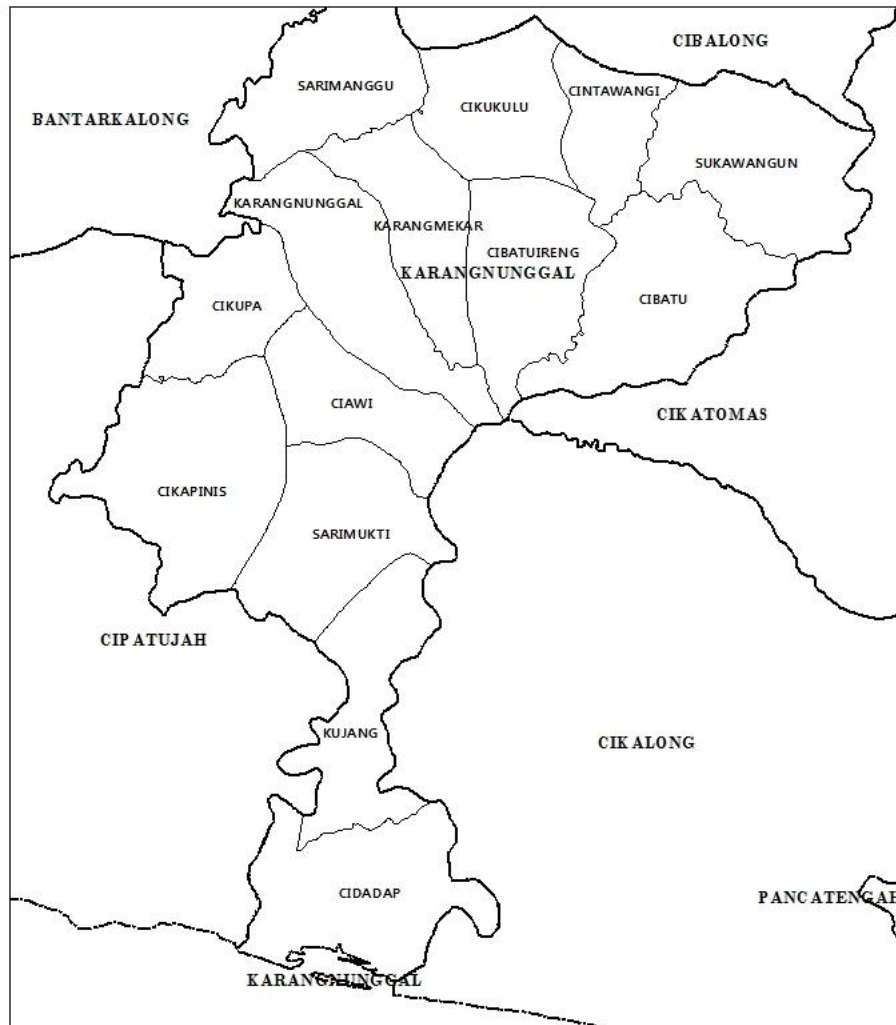 CIBALONG
SARIMANGGU
CINTAWANGI
CIKUKULU
BANTARKALONG
SUKAWANGUN
KARANGNUNGGAL
KARANGMEKAR
CIBATUIRENG
KARANGNUNGGAL
CIBATU
CIKUPA
CIAWI
CIKATOMAS
CIKAPINIS
SARIMUKTI
CIPATUJAH
KUJANG
CIKALONG
CIDADAP
PANCATENGAH
KARANGNUNGGAL